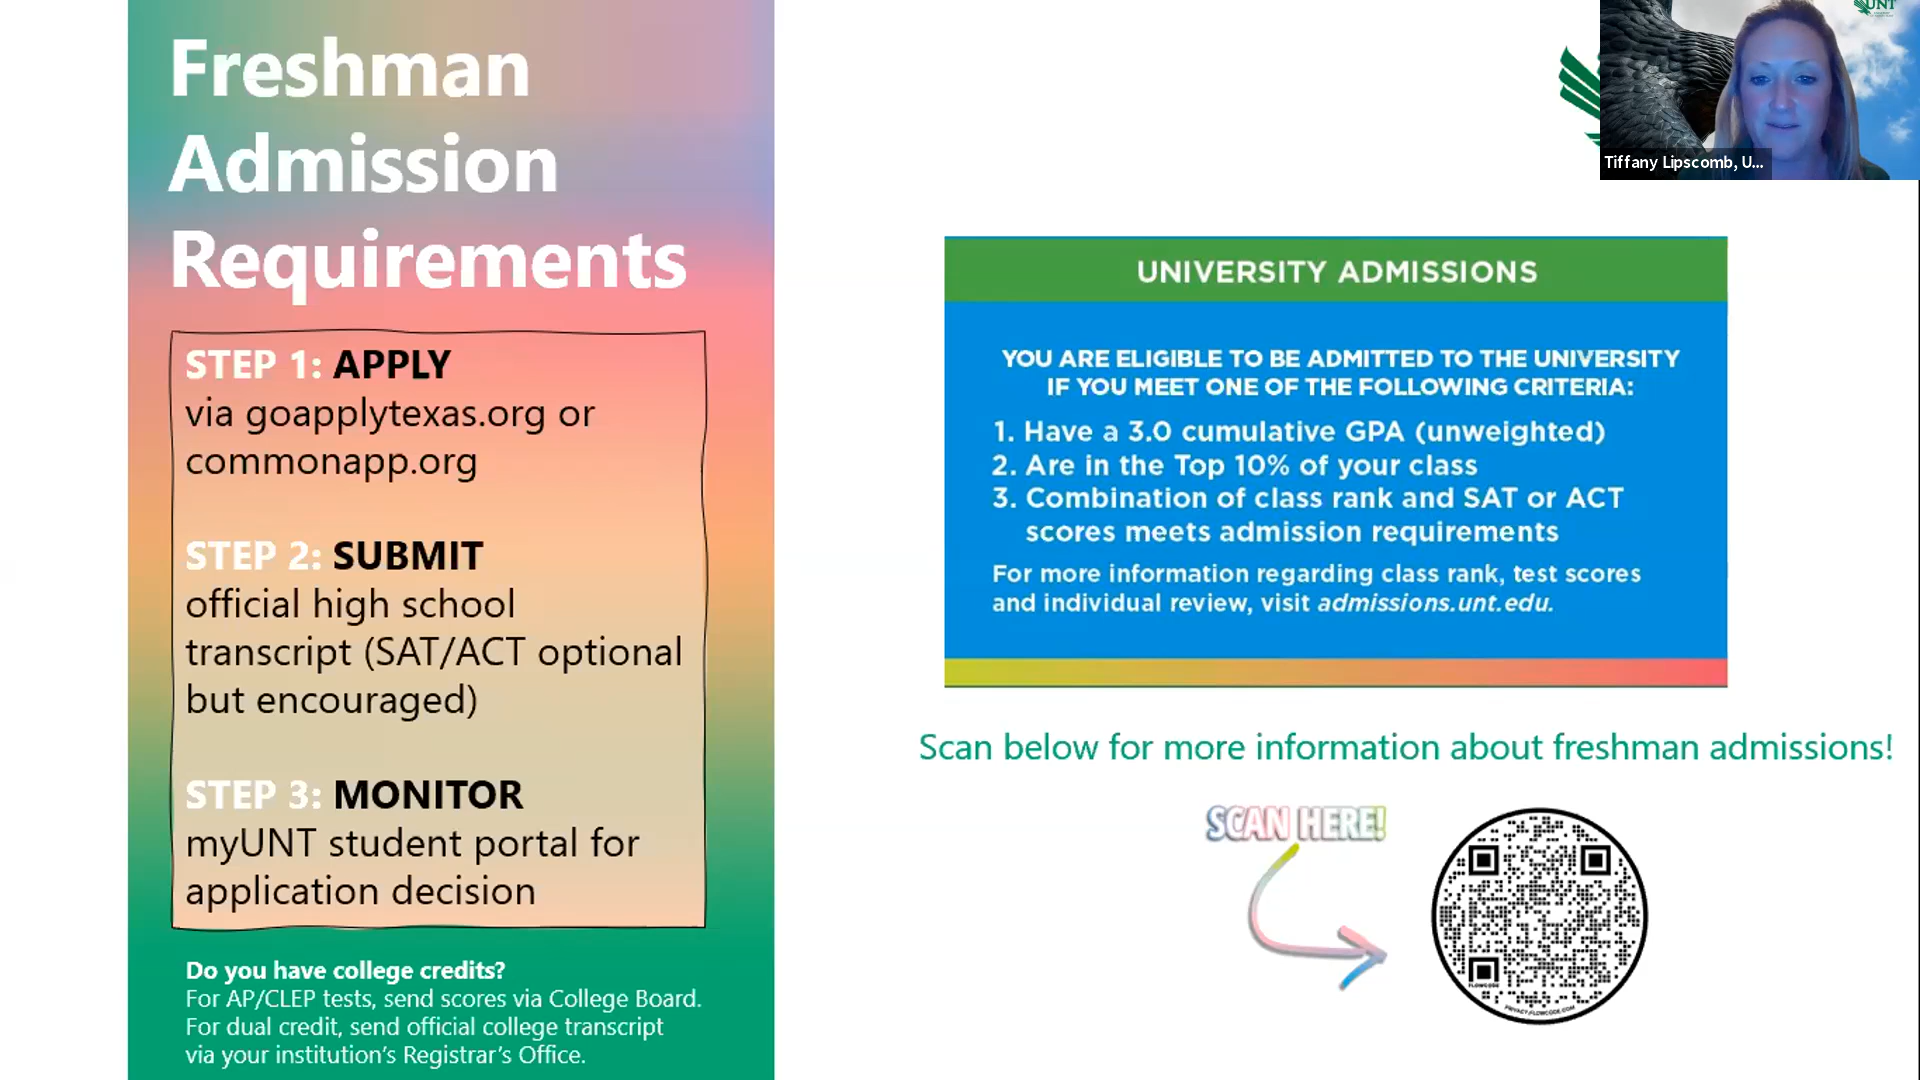 Freshman
Admission
Requirements
STEP 1: APPLY
via goapplytexas.org or
commonapp.org
STEP 2: SUBMIT
official high school
transcript (SAT/ACT optional
but encouraged)
STEP 3: MONITOR
myUNT student portal for
application decision
Do you have college credits?
For AP/CLEP tests, send scores via College Board.
For dual credit, send official college transcript
via your institution's Registrar's Office.
UNT
Tiffany Lipscomb, U...
UNIVERSITY ADMISSIONS
YOU ARE ELIGIBLE TO BE ADMITTED TO THE UNIVERSITY
IF YOU MEET ONE OF THE FOLLOWING CRITERIA:
1. Have a 3.0 cumulative GPA (unweighted)
2. Are in the Top 10% of your class
3. Combination of class rank and SAT or ACT
scores meets admission requirements
For more information regarding class rank, test scores
and individual review, visit admissions.unt.edu.
Scan below for more information about freshman admissions!
SCAN HERE!
FLOWCODE
PRIVACY.FLOWCODE.COM